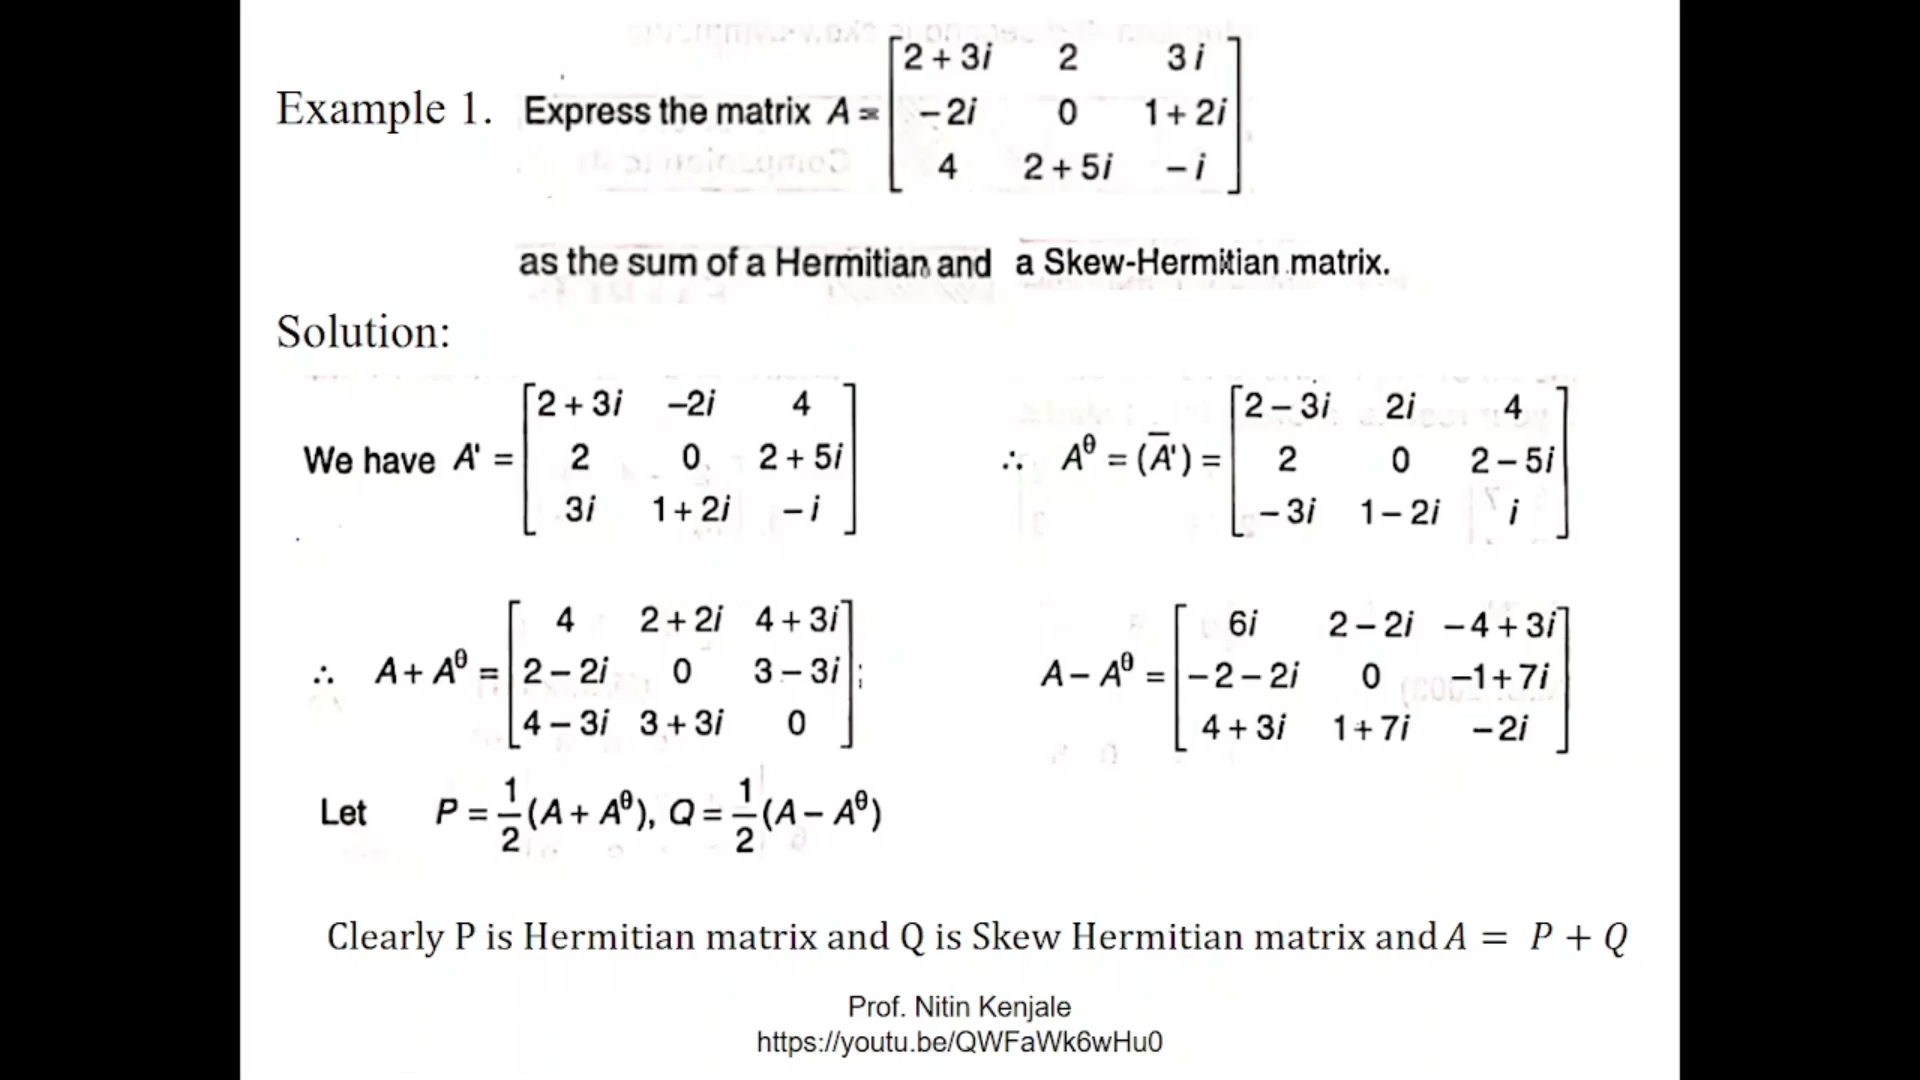 Example 1. Express the matrix A = [2 + 3i 2 3i
- 2i 0 1 + 2i
4 2 + 5i - i]
as the sum of a Hermitian and a Skew-Hermitian matrix.
Solution:
We have A' = [2 + 3i -2i 4
2 0 2 + 5i
3i 1 + 2i - i]
∴ A^θ = (A̅') = [2 - 3i 2i 4
2 0 2 - 5i
- 3i 1 - 2i i]
∴ A + A^θ = [4 2 + 2i 4 + 3i
2 - 2i 0 3 - 3i
4 - 3i 3 + 3i 0];
A - A^θ = [6i 2 - 2i - 4 + 3i
- 2 - 2i 0 -1 + 7i
4 + 3i 1 + 7i - 2i]
Let P = 1/2 (A + A^θ), Q = 1/2 (A - A^θ)
Clearly P is Hermitian matrix and Q is Skew Hermitian matrix and A = P + Q
Prof. Nitin Kenjale
https://youtu.be/QWFaWk6wHu0